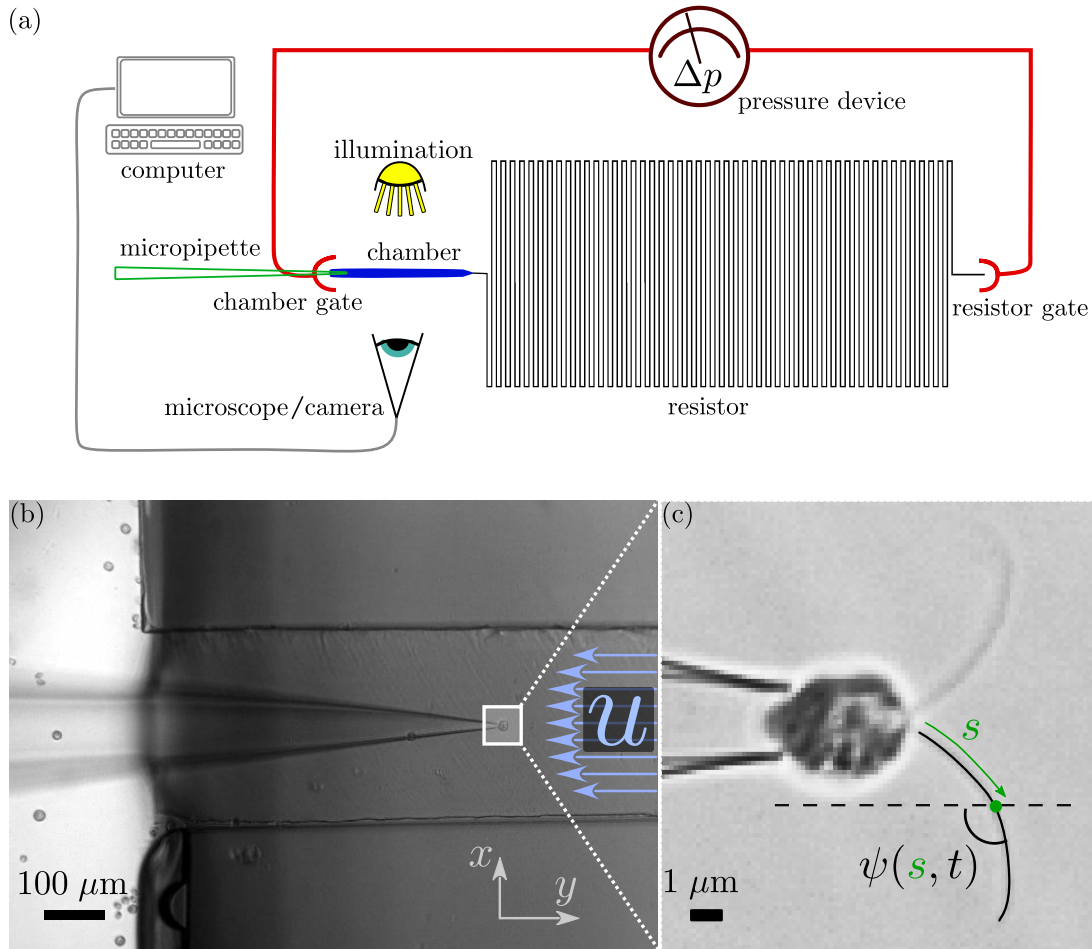 (a)
Δp
pressure device
computer
illumination
micropipette
chamber
chamber gate
resistor gate
microscope/camera
resistor
(b)
u
x
y
100 μm
(c)
s
ψ(s, t)
1 μm